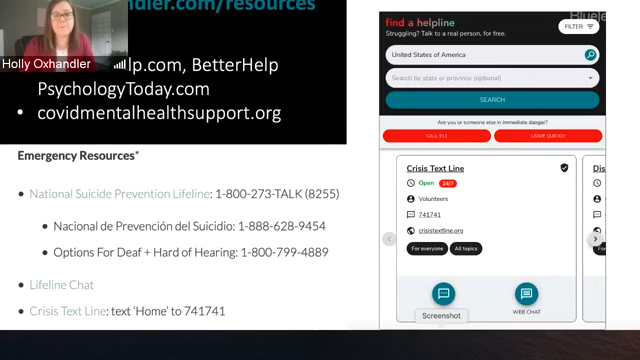 ndler.com/resources
Holly Oxhandler
lp.com, BetterHelp
PsychologyToday.com
• covidmentalhealthsupport.org
Emergency Resources*
• National Suicide Prevention Lifeline: 1-800-273-TALK (8255)
• Nacional de Prevención del Suicidio: 1-888-628-9454
• Options For Deaf + Hard of Hearing: 1-800-799-4889
• Lifeline Chat
• Crisis Text Line: text ‘Home’ to 741741
find a helpline
Struggling? Talk to a real person, for free.
FILTER
United States of America
Search by state or province (optional)
SEARCH
Are you or someone else in immediate danger?
CALL 911
LEAVE QUICKLY
Crisis Text Line
Open 24/7
Volunteers
741741
crisistextline.org
For everyone
All topics
WEB CHAT
Screenshot
Dis